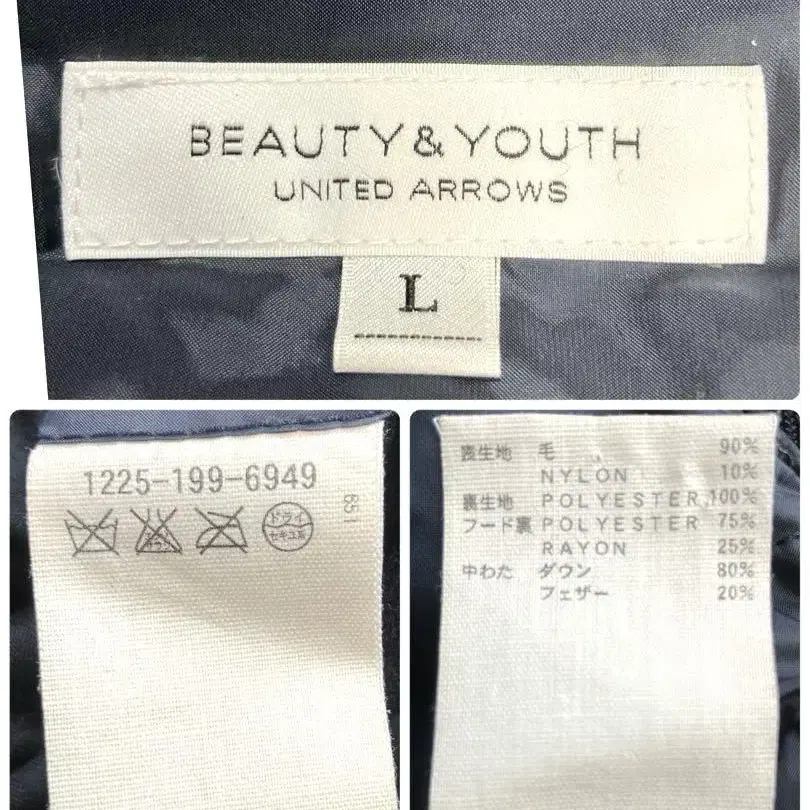 BEAUTY&YOUTH
UNITED ARROWS
L
1225-199-6949
651
ドライ
セキユ系
表生地 毛 90%
NYLON 10%
裏生地 POLYESTER 100%
フード裏 POLYESTER 75%
RAYON 25%
中わた ダウン 80%
フェザー 20%